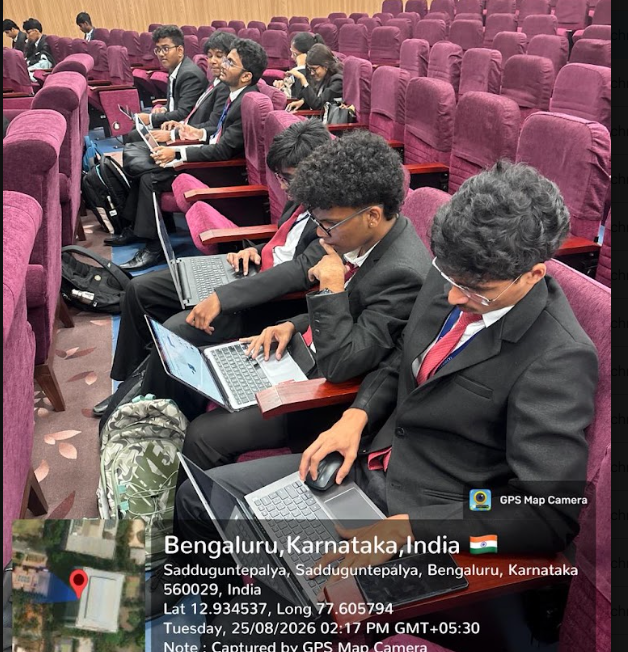 GPS Map Camera
Bengaluru,Karnataka,India
Sadduguntepalya, Sadduguntepalya, Bengaluru, Karnataka
560029, India
Lat 12.934537, Long 77.605794
Tuesday, 25/08/2026 02:17 PM GMT+05:30
Note : Captured by GPS Map Camera